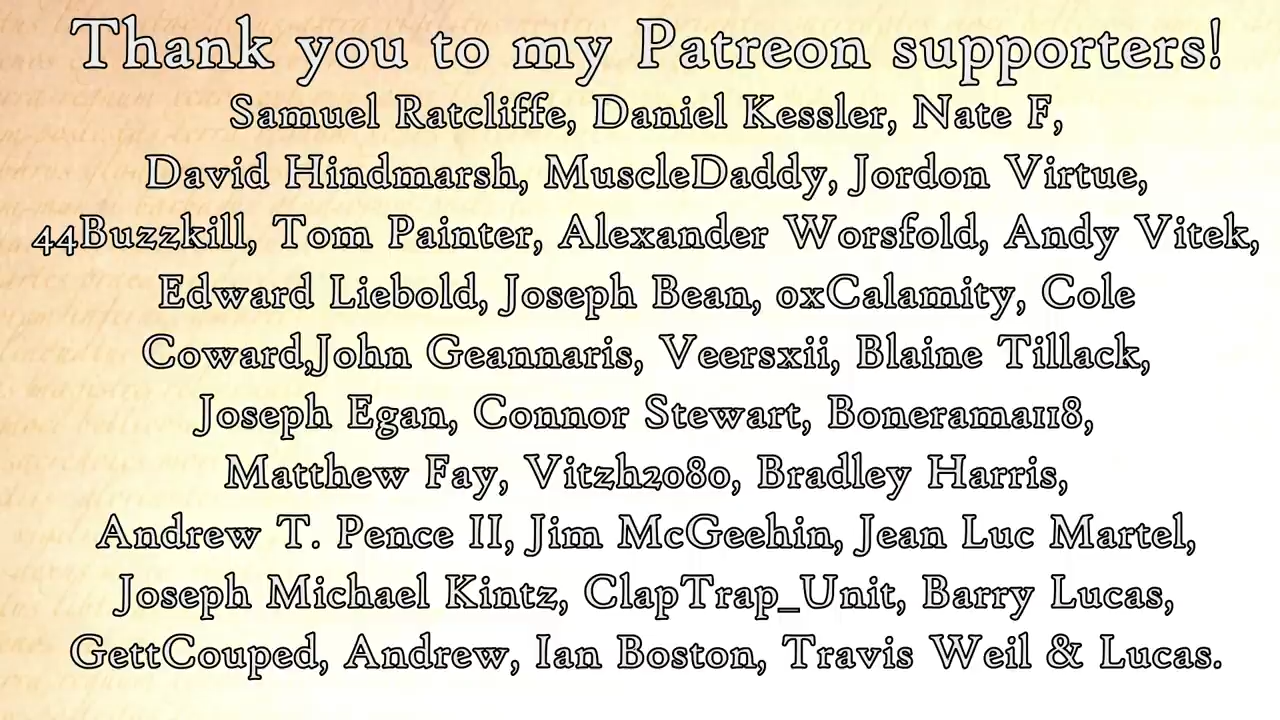 Thank you to my Patreon supporters!
Samuel Ratcliffe, Daniel Kessler, Nate F,
David Hindmarsh, MuscleDaddy, Jordon Virtue,
44Buzzkill, Tom Painter, Alexander Worsfold, Andy Vitek,
Edward Liebold, Joseph Bean, 0xCalamity, Cole
Coward,John Geannaris, Veersxii, Blaine Tillack,
Joseph Egan, Connor Stewart, Bonerama118,
Matthew Fay, Vitzh2080, Bradley Harris,
Andrew T. Pence II, Jim McGeehin, Jean Luc Martel,
Joseph Michael Kintz, ClapTrap_Unit, Barry Lucas,
GettCouped, Andrew, Ian Boston, Travis Weil & Lucas.